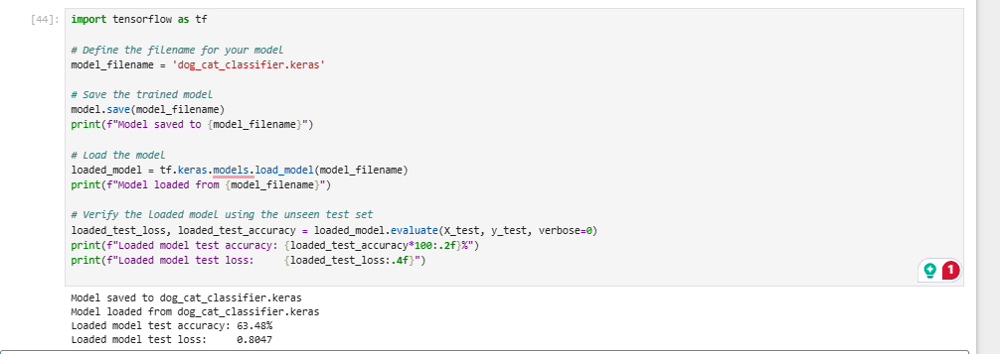 [44]: import tensorflow as tf
# Define the filename for your model
model_filename = 'dog_cat_classifier.keras'
# Save the trained model
model.save(model_filename)
print(f"Model saved to {model_filename}")
# Load the model
loaded_model = tf.keras.models.load_model(model_filename)
print(f"Model loaded from {model_filename}")
# Verify the loaded model using the unseen test set
loaded_test_loss, loaded_test_accuracy = loaded_model.evaluate(X_test, y_test, verbose=0)
print(f"Loaded model test accuracy: {loaded_test_accuracy*100:.2f}%")
print(f"Loaded model test loss:     {loaded_test_loss:.4f}")
1
Model saved to dog_cat_classifier.keras
Model loaded from dog_cat_classifier.keras
Loaded model test accuracy: 63.48%
Loaded model test loss:     0.8047